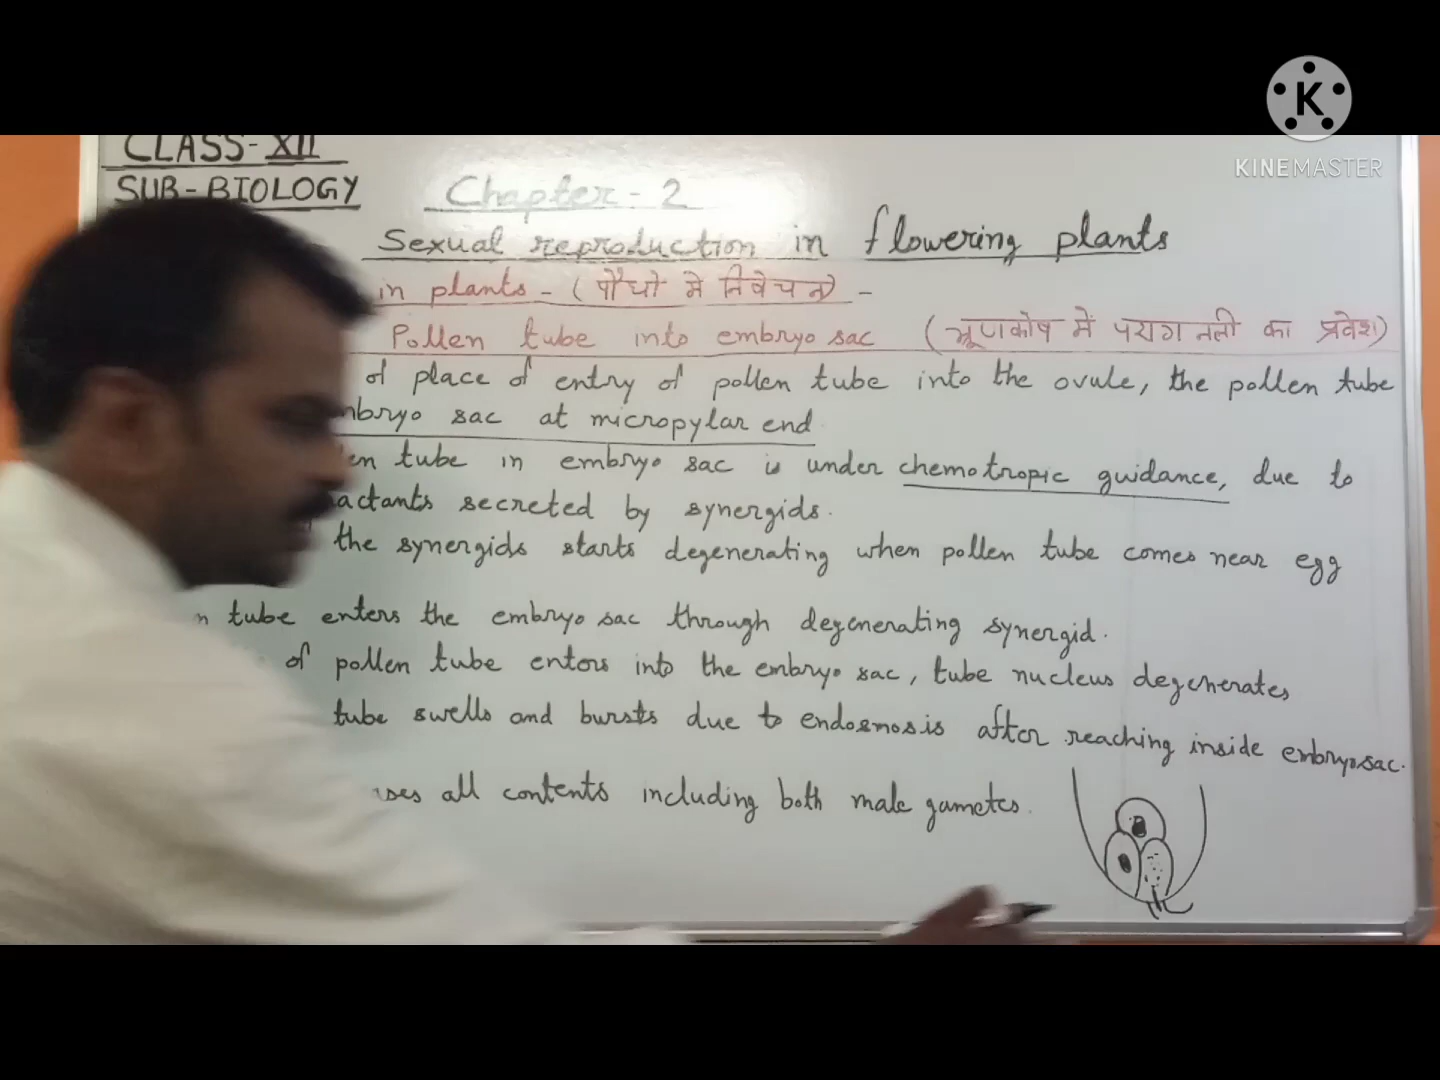 K
KINEMASTER
CLASS-XII
SUB-BIOLOGY
Chapter-2
Sexual reproduction in flowering plants
in plants - (पौधों में निषेचन) -
Pollen tube into embryo sac (भ्रूणकोष में पराग नली का प्रवेश)
of place of entry of pollen tube into the ovule, the pollen tube
mbryo sac at micropylar end
en tube in embryo sac is under chemotropic guidance, due to
actants secreted by synergids.
the synergids starts degenerating when pollen tube comes near egg
n tube enters the embryo sac through degenerating synergid.
of pollen tube enters into the embryo sac, tube nucleus degenerates
tube swells and bursts due to endosmosis after reaching inside embryosac.
ases all contents including both male gametes.